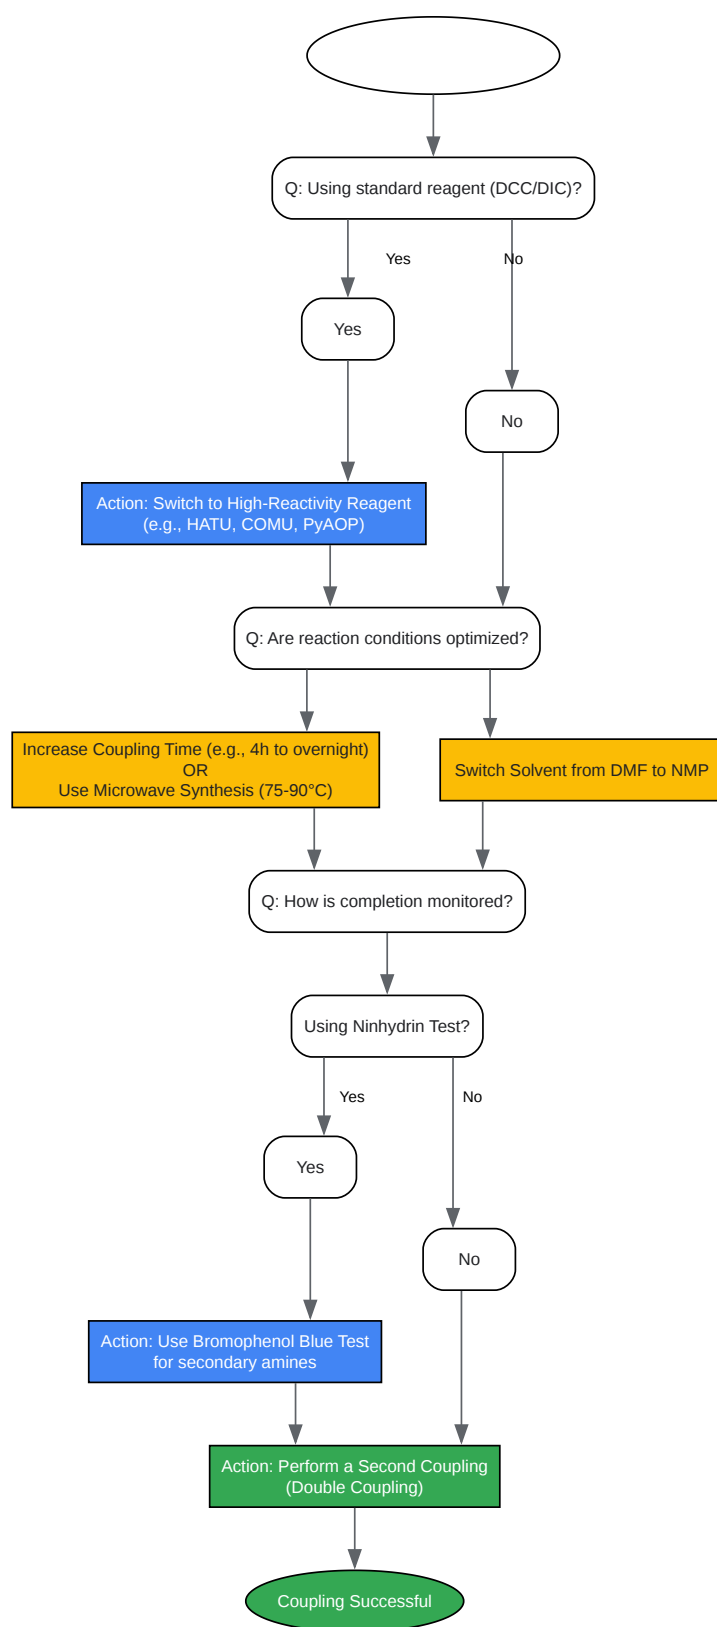 Q: Using standard reagent (DCC/DIC)?
Yes
No
Yes
No
Action: Switch to High-Reactivity Reagent
(e.g., HATU, COMU, PyAOP)
Q: Are reaction conditions optimized?
Increase Coupling Time (e.g., 4h to overnight)
OR
Use Microwave Synthesis (75-90°C)
Switch Solvent from DMF to NMP
Q: How is completion monitored?
Using Ninhydrin Test?
Yes
No
Yes
No
Action: Use Bromophenol Blue Test
for secondary amines
Action: Perform a Second Coupling
(Double Coupling)
Coupling Successful